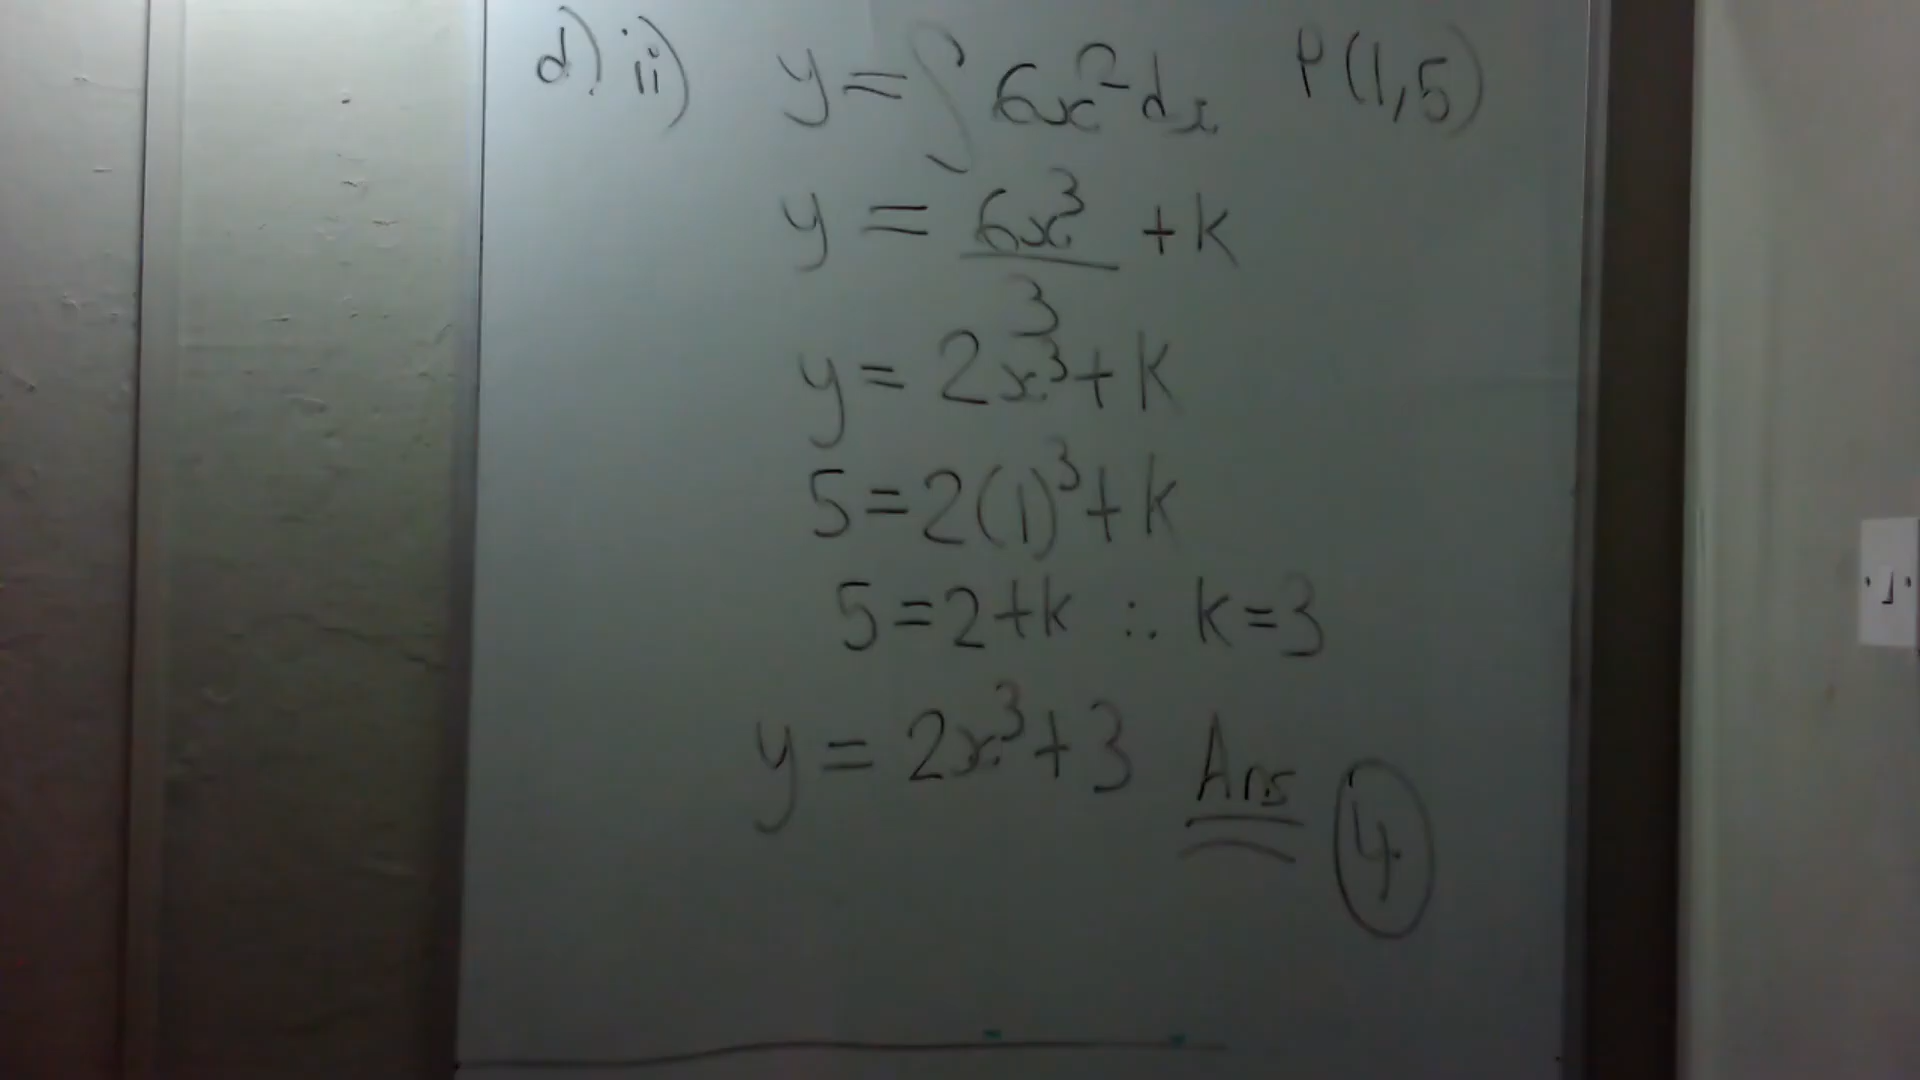 d) ii) y = ∫ 6x² dx P(1,5)
y = 6x³/3 + k
y = 2x³ + k
5 = 2(1)³ + k
5 = 2 + k ∴ k = 3
y = 2x³ + 3 Ans 4